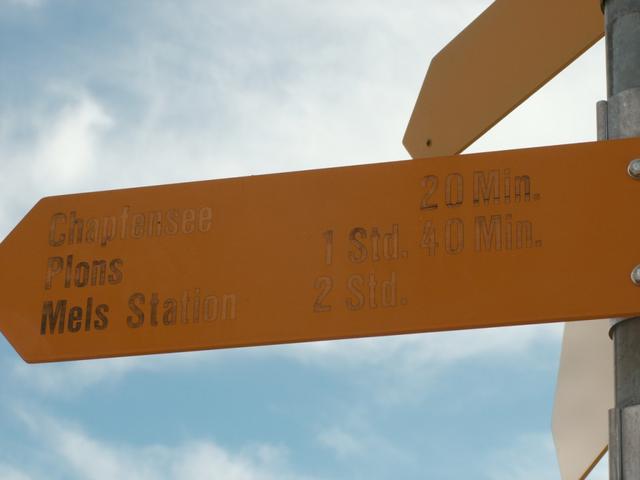 Chapfensee 20 Min.
Plons 1 Std. 40 Min.
Mels Station 2 Std.